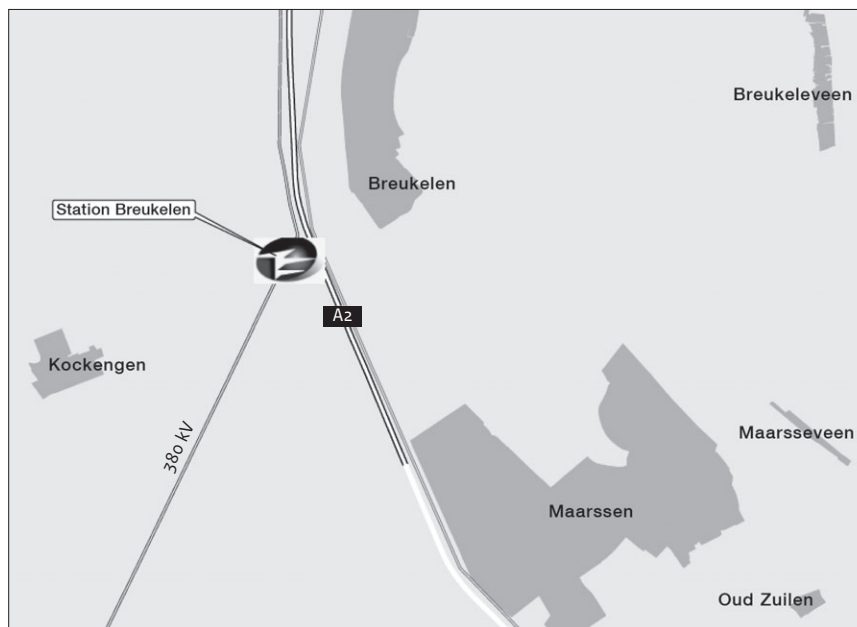 Breukeleveen
Breukelen
Station Breukelen
A2
Kockengen
380 kV
Maarsseveen
Maarssen
Oud Zuilen